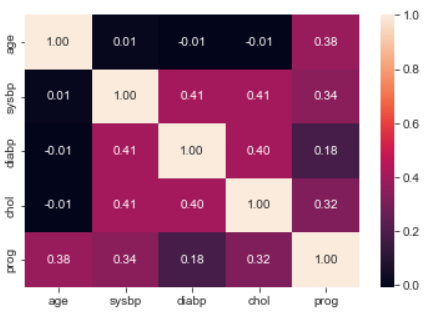 1.0
age 1.00 0.01 -0.01 -0.01 0.38
0.8
sysbp 0.01 1.00 0.41 0.41 0.34
0.6
diabp -0.01 0.41 1.00 0.40 0.18
0.4
chol -0.01 0.41 0.40 1.00 0.32
0.2
prog 0.38 0.34 0.18 0.32 1.00
0.0
age sysbp diabp chol prog